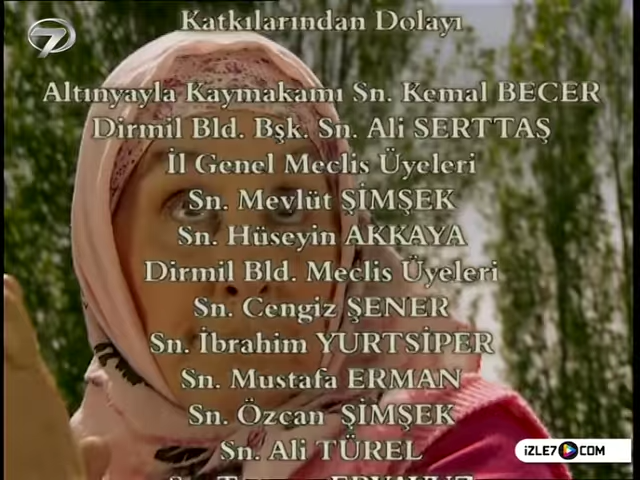 7
Katkılarından Dolayı
Altınyayla Kaymakamı Sn. Kemal BECER
Dirmil Bld. Bşk. Sn. Ali SERTTAŞ
İl Genel Meclis Üyeleri
Sn. Mevlüt ŞİMŞEK
Sn. Hüseyin AKKAYA
Dirmil Bld. Meclis Üyeleri
Sn. Cengiz ŞENER
Sn. İbrahim YURTSİPER
Sn. Mustafa ERMAN
Sn. Özcan ŞİMŞEK
Sn. Ali TÜREL
iZLE7.COM